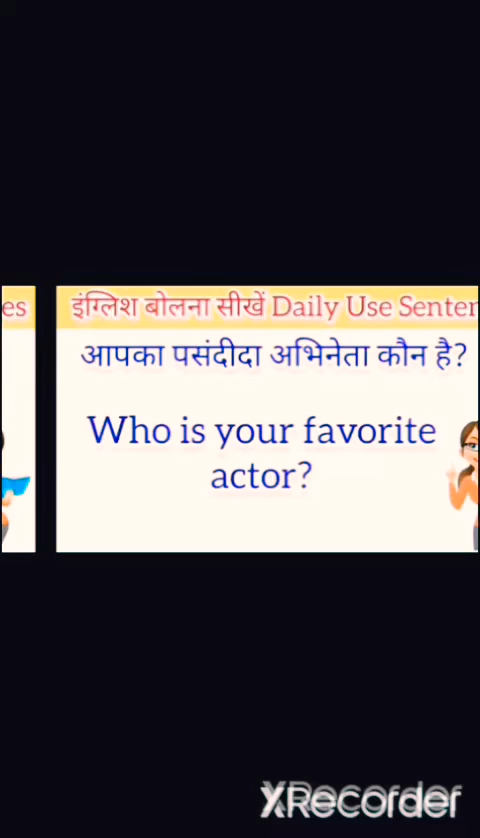 es
इंग्लिश बोलना सीखें Daily Use Senten
आपका पसंदीदा अभिनेता कौन है?
Who is your favorite
actor?
XRecorder